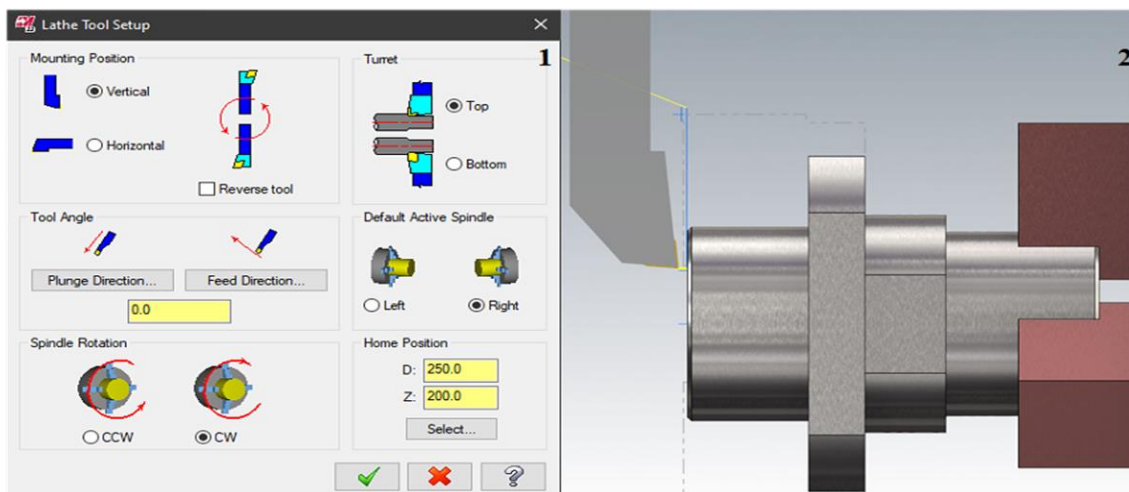 Lathe Tool Setup
1
Mounting Position
Vertical
Horizontal
Reverse tool
Turret
Top
Bottom
Tool Angle
Plunge Direction...
Feed Direction...
0.0
Default Active Spindle
Left
Right
Spindle Rotation
CCW
CW
Home Position
D: 250.0
Z: 200.0
Select...
2